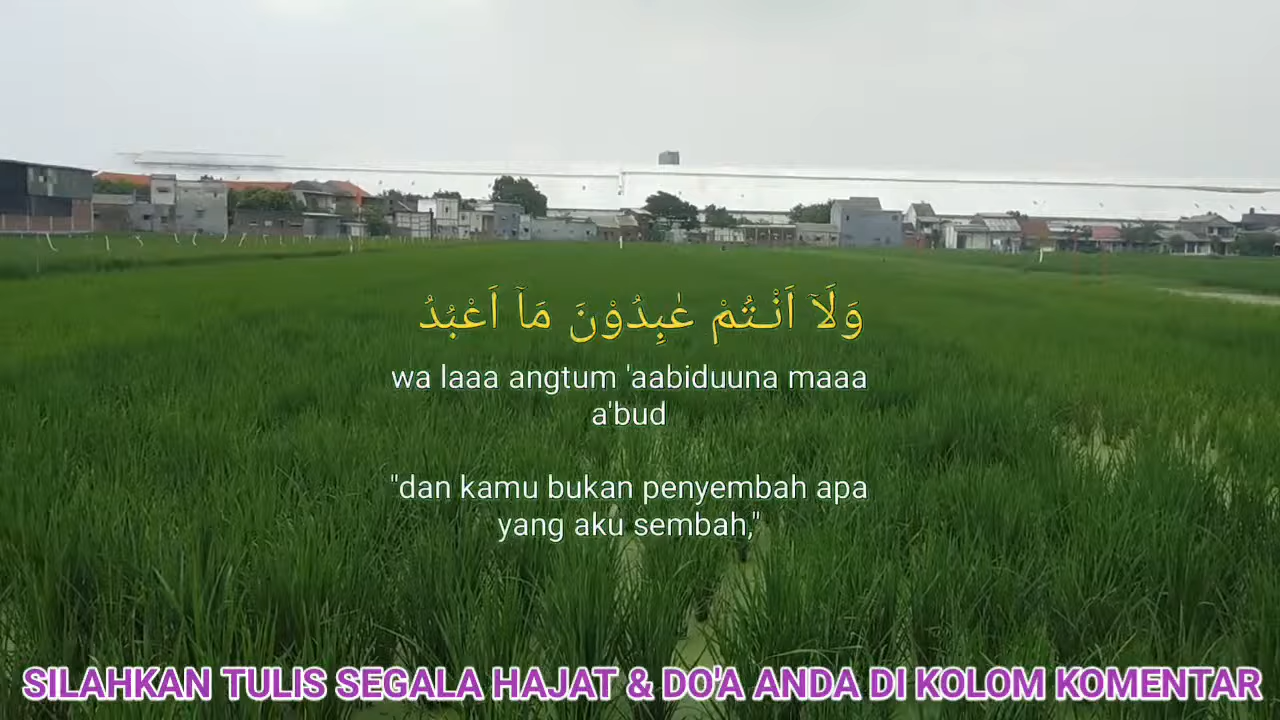 وَلَآ اَنْـتُمْ عٰبِدُوْنَ مَآ اَعْبُدُ
wa laaa angtum 'aabiduuna maaa
a'bud
"dan kamu bukan penyembah apa
yang aku sembah,"
SILAHKAN TULIS SEGALA HAJAT & DO'A ANDA DI KOLOM KOMENTAR